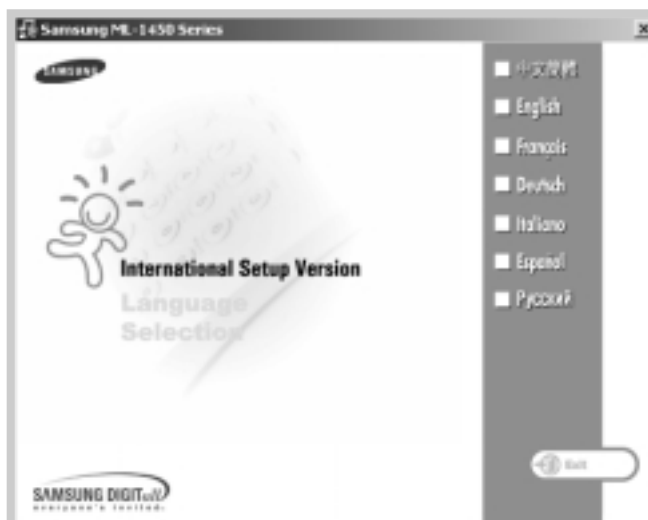 Samsung ML-1450 Series
SAMSUNG
中文簡體
English
Français
Deutsch
Italiano
Español
Русский
International Setup Version
Language
Selection
Exit
SAMSUNG DIGITall
everyone's invited.